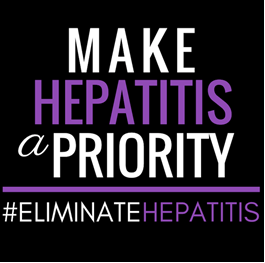 MAKE
HEPATITIS
a PRIORITY
#ELIMINATEHEPATITIS